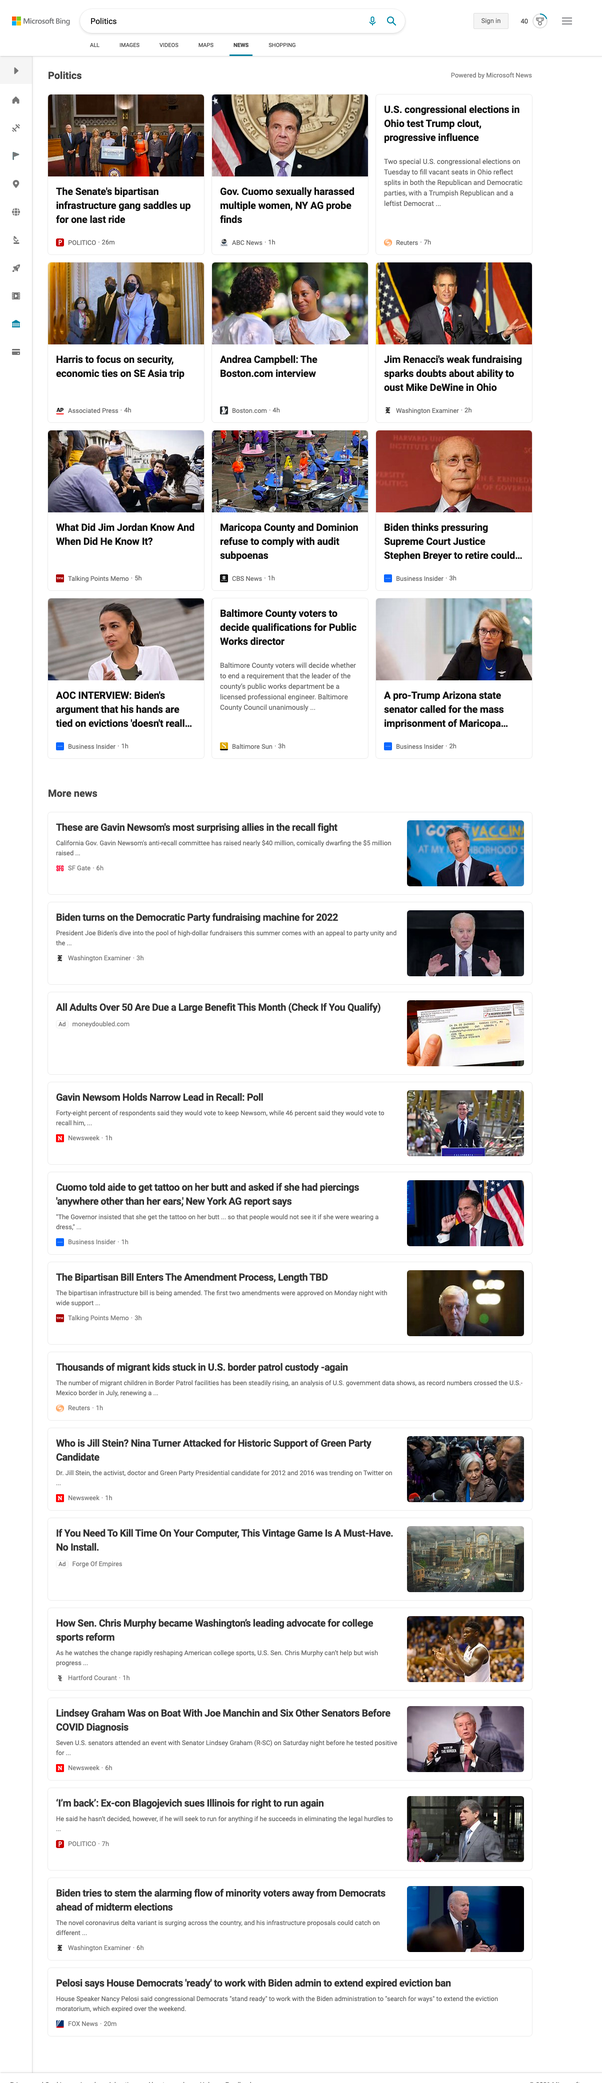 Microsoft Bing
Politics
Sign in
40
ALL IMAGES VIDEOS MAPS NEWS SHOPPING
Politics
Powered by Microsoft News
The Senate's bipartisan
infrastructure gang saddles up
for one last ride
POLITICO · 26m
Gov. Cuomo sexually harassed
multiple women, NY AG probe
finds
ABC News · 1h
U.S. congressional elections in
Ohio test Trump clout,
progressive influence
Two special U.S. congressional elections on
Tuesday to fill vacant seats in Ohio reflect
splits in both the Republican and Democratic
parties, with a Trumpish Republican and a
leftist Democrat ...
Reuters · 7h
Harris to focus on security,
economic ties on SE Asia trip
AP Associated Press · 4h
Andrea Campbell: The
Boston.com interview
Boston.com · 4h
Jim Renacci's weak fundraising
sparks doubts about ability to
oust Mike DeWine in Ohio
Washington Examiner · 2h
What Did Jim Jordan Know And
When Did He Know It?
Talking Points Memo · 5h
Maricopa County and Dominion
refuse to comply with audit
subpoenas
CBS News · 1h
Biden thinks pressuring
Supreme Court Justice
Stephen Breyer to retire could...
Business Insider · 3h
AOC INTERVIEW: Biden's
argument that his hands are
tied on evictions 'doesn't reall...
Business Insider · 1h
Baltimore County voters to
decide qualifications for Public
Works director
Baltimore County voters will decide whether
to end a requirement that the leader of the
county's public works department be a
licensed professional engineer. Baltimore
County Council unanimously ...
Baltimore Sun · 3h
A pro-Trump Arizona state
senator called for the mass
imprisonment of Maricopa...
Business Insider · 2h
More news
These are Gavin Newsom's most surprising allies in the recall fight
California Gov. Gavin Newsom's anti-recall committee has raised nearly $40 million, comically dwarfing the $5 million
raised ...
SF Gate · 6h
Biden turns on the Democratic Party fundraising machine for 2022
President Joe Biden's dive into the pool of high-dollar fundraisers this summer comes with an appeal to party unity and
the ...
Washington Examiner · 3h
All Adults Over 50 Are Due a Large Benefit This Month (Check If You Qualify)
Ad moneydoubled.com
Gavin Newsom Holds Narrow Lead in Recall: Poll
Forty-eight percent of respondents said they would vote to keep Newsom, while 46 percent said they would vote to
recall him, ...
Newsweek · 1h
Cuomo told aide to get tattoo on her butt and asked if she had piercings
'anywhere other than her ears,' New York AG report says
"The Governor insisted that she get the tattoo on her butt ... so that people would not see it if she were wearing a
dress," ...
Business Insider · 1h
The Bipartisan Bill Enters The Amendment Process, Length TBD
The bipartisan infrastructure bill is being amended. The first two amendments were approved on Monday night with
wide support ...
Talking Points Memo · 3h
Thousands of migrant kids stuck in U.S. border patrol custody -again
The number of migrant children in Border Patrol facilities has been steadily rising, an analysis of U.S. government data shows, as record numbers crossed the U.S.-
Mexico border in July, renewing a ...
Reuters · 1h
Who is Jill Stein? Nina Turner Attacked for Historic Support of Green Party
Candidate
Dr. Jill Stein, the activist, doctor and Green Party Presidential candidate for 2012 and 2016 was trending on Twitter on
...
Newsweek · 1h
If You Need To Kill Time On Your Computer, This Vintage Game Is A Must-Have.
No Install.
Ad Forge Of Empires
How Sen. Chris Murphy became Washington's leading advocate for college
sports reform
As he watches the change rapidly reshaping American college sports, U.S. Sen. Chris Murphy can't help but wish
progress ...
Hartford Courant · 1h
Lindsey Graham Was on Boat With Joe Manchin and Six Other Senators Before
COVID Diagnosis
Seven U.S. senators attended an event with Senator Lindsey Graham (R-SC) on Saturday night before he tested positive
for ...
Newsweek · 6h
'I'm back': Ex-con Blagojevich sues Illinois for right to run again
He said he hasn't decided, however, if he will seek to run for anything if he succeeds in eliminating the legal hurdles to
...
POLITICO · 7h
Biden tries to stem the alarming flow of minority voters away from Democrats
ahead of midterm elections
The novel coronavirus delta variant is surging across the country, and his infrastructure proposals could catch on
different ...
Washington Examiner · 6h
Pelosi says House Democrats 'ready' to work with Biden admin to extend expired eviction ban
House Speaker Nancy Pelosi said congressional Democrats "stand ready" to work with the Biden administration to "search for ways" to extend the eviction
moratorium, which expired over the weekend.
FOX News · 20m